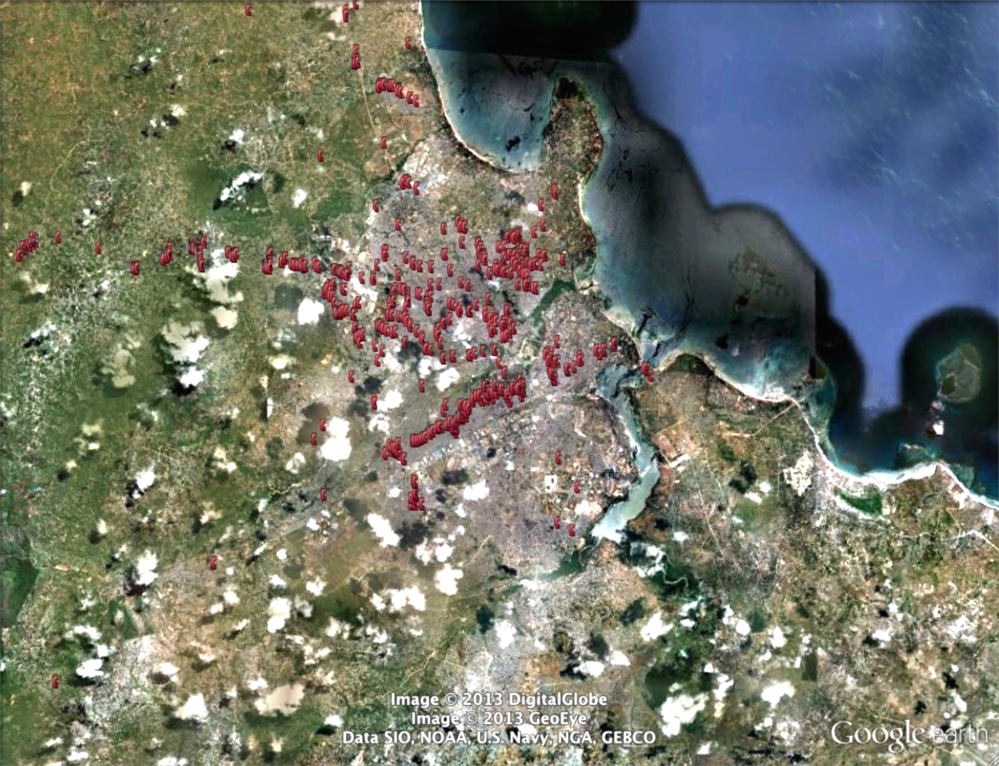 Image © 2013 DigitalGlobe
Image © 2013 GeoEye
Data SIO, NOAA, U.S. Navy, NGA, GEBCO
Google earth